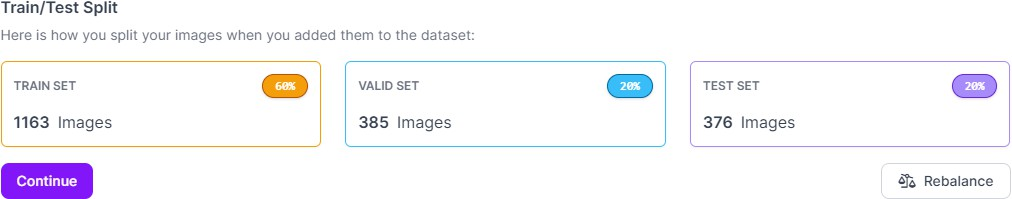 Train/Test Split
Here is how you split your images when you added them to the dataset:
TRAIN SET 60%
1163 Images
VALID SET 20%
385 Images
TEST SET 20%
376 Images
Continue
Rebalance